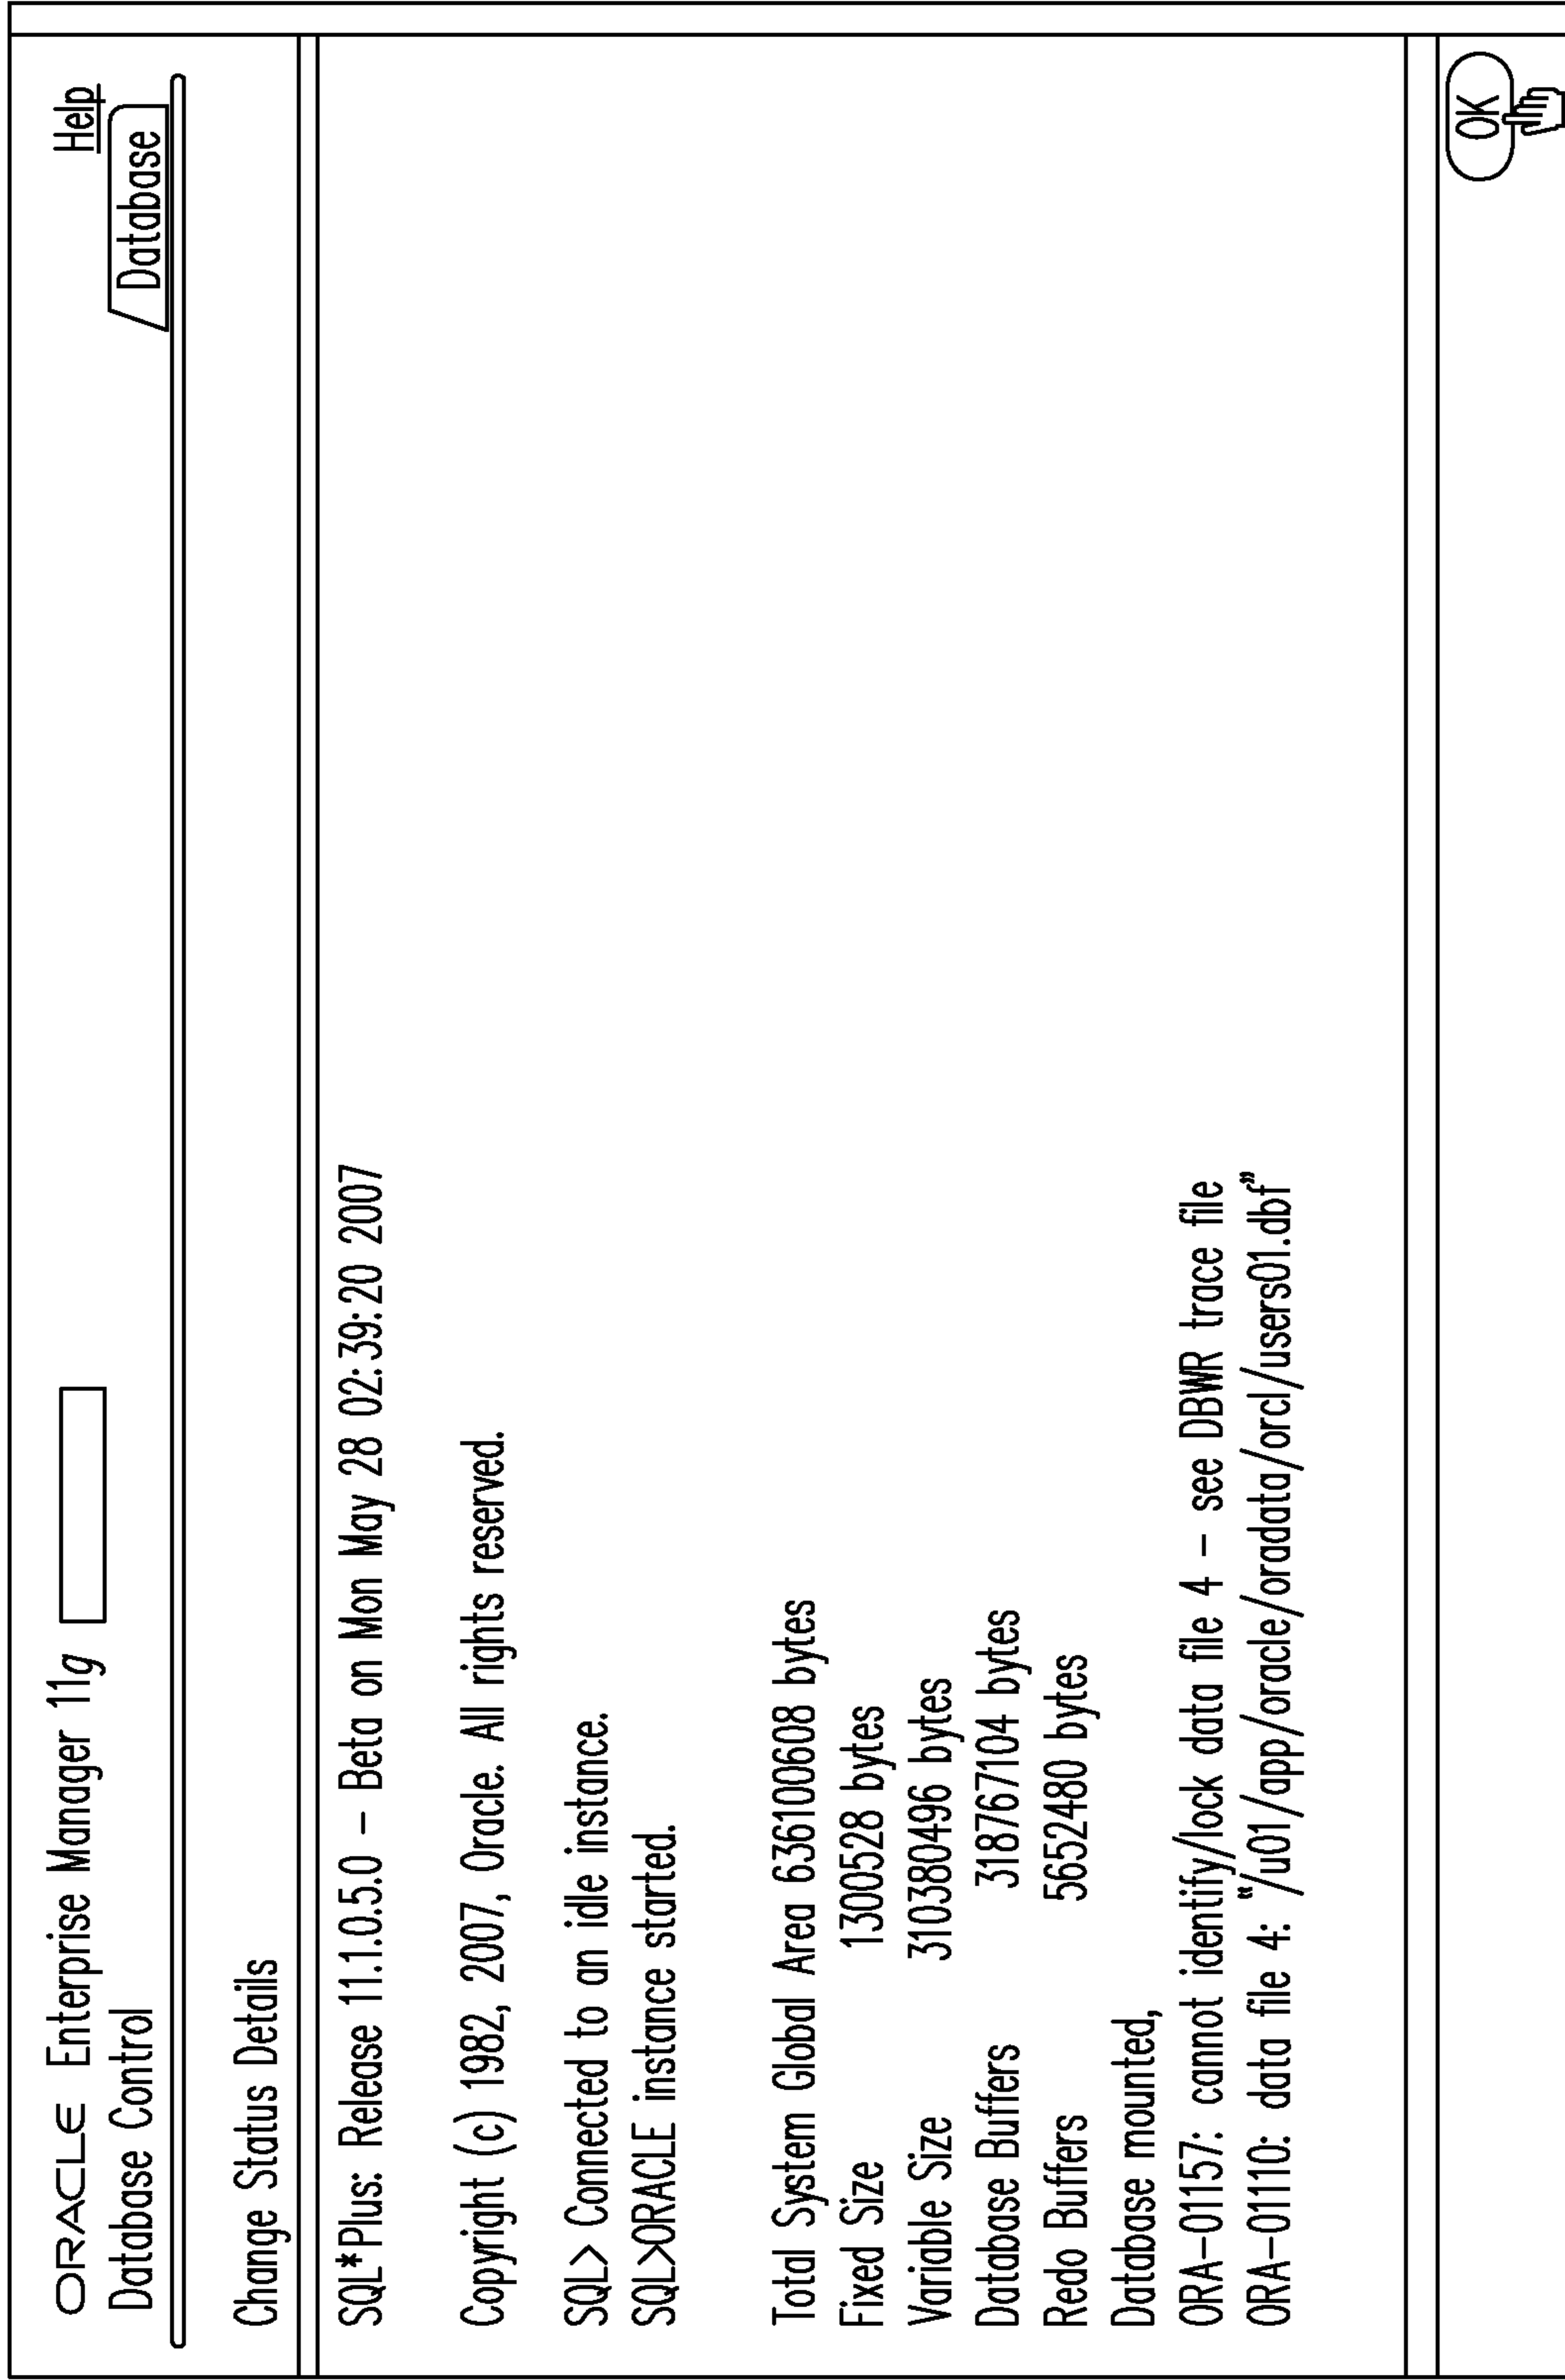 ORACLE Enterprise Manager 11g
Database Control
Help
Database
Change Status Details
SQL*Plus: Release 11.1.0.5.0 – Beta on Mon May 28 02:39:20 2007
Copyright (c) 1982, 2007, Oracle. All rights reserved.
SQL> Connected to an idle instance.
SQL>ORACLE instance started.
Total System Global Area 636100608 bytes
Fixed Size 1300528 bytes
Variable Size 310380496 bytes
Database Buffers 318767104 bytes
Redo Buffers 5652480 bytes
Database mounted,
ORA–01157: cannot identify/lock data file 4 – see DBWR trace file
ORA–01110: data file 4: “/u01/app/oracle/oradata/orcl/users01.dbf”
OK